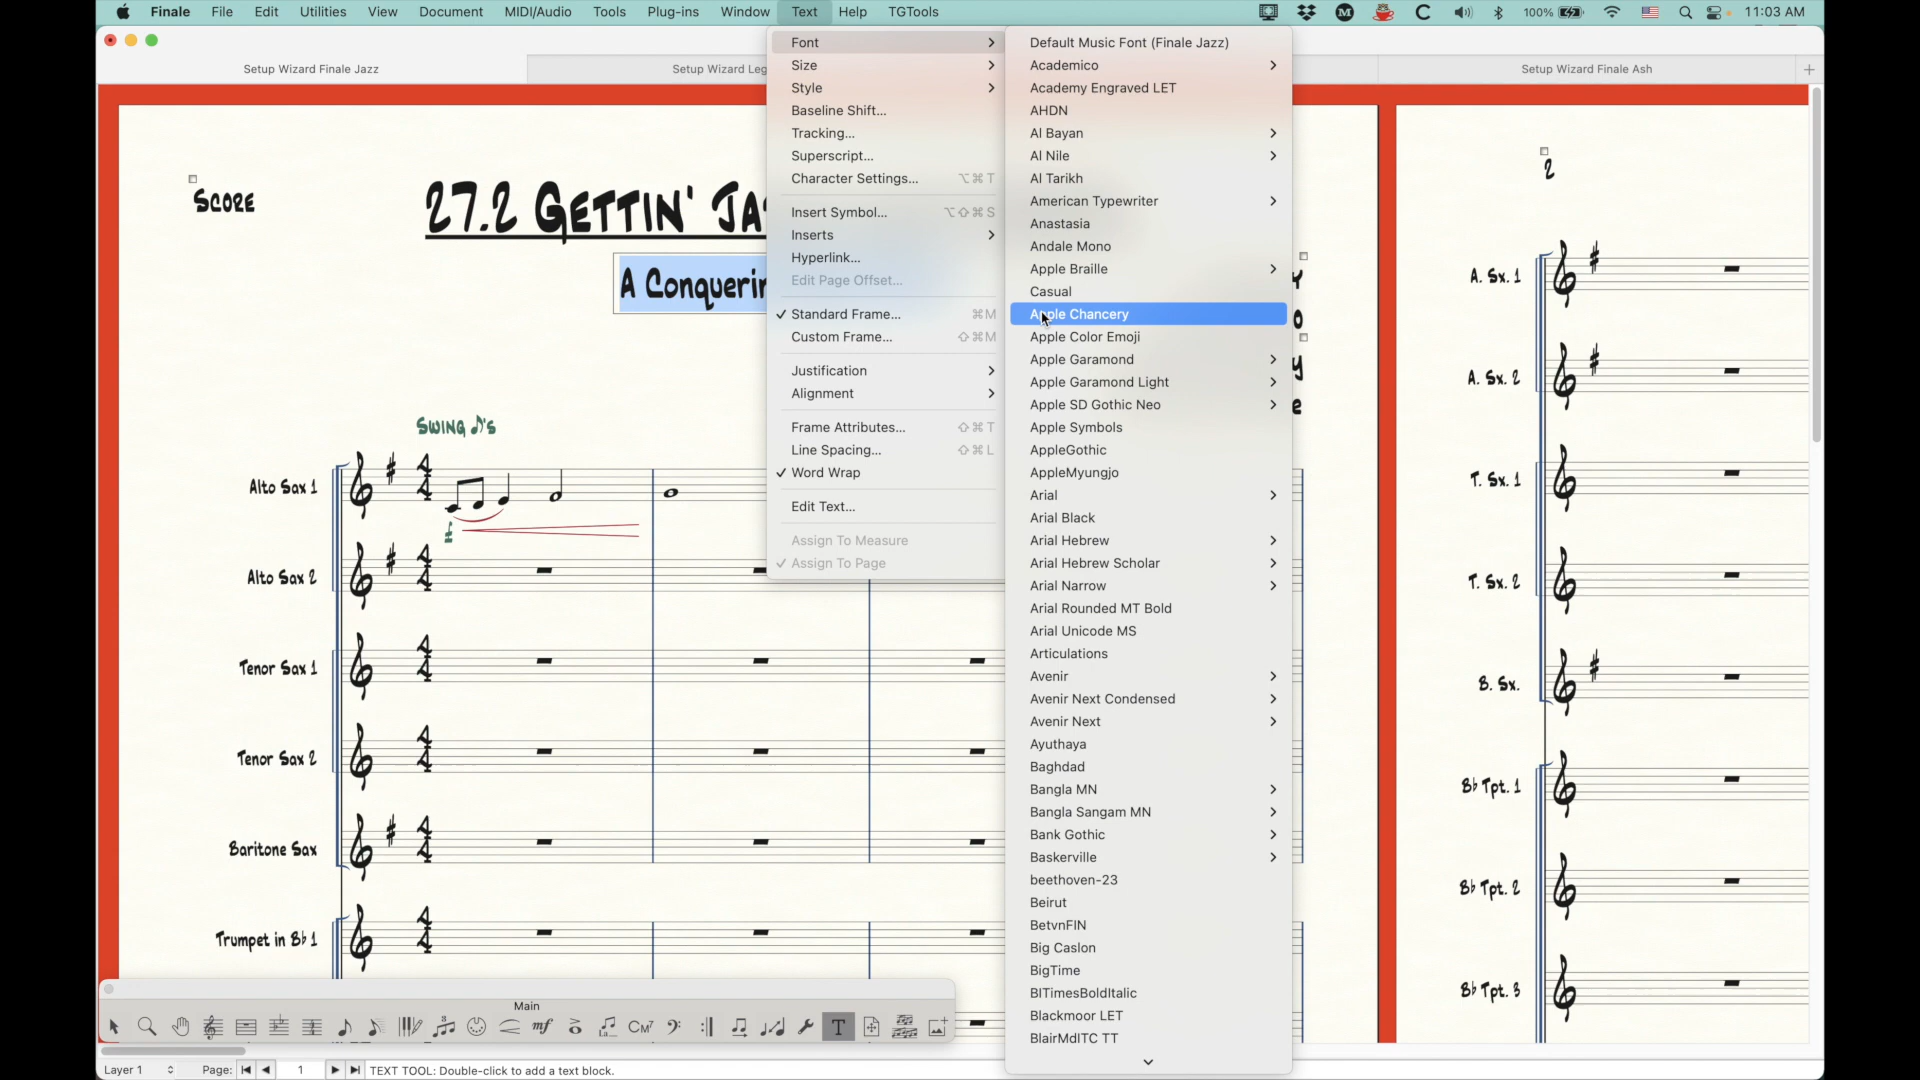 Finale File Edit Utilities View Document MIDI/Audio Tools Plug-ins Window Text Help TGTools 100% 11:03 AM
Setup Wizard Finale Jazz
Setup Wizard Leg
Setup Wizard Finale Ash
Score
27.2 Gettin' Ja
A Conquerin
Swing ♪'s
Alto Sax 1
Alto Sax 2
Tenor Sax 1
Tenor Sax 2
Baritone Sax
Trumpet in B♭ 1
Font
Size
Style
Baseline Shift...
Tracking...
Superscript...
Character Settings... ⌥⌘T
Insert Symbol... ⌥⇧⌘S
Inserts
Hyperlink...
Edit Page Offset...
✓ Standard Frame... ⌘M
Custom Frame... ⇧⌘M
Justification
Alignment
Frame Attributes... ⇧⌘T
Line Spacing... ⇧⌘L
✓ Word Wrap
Edit Text...
Assign To Measure
✓ Assign To Page
Default Music Font (Finale Jazz)
Academico
Academy Engraved LET
AHDN
Al Bayan
Al Nile
Al Tarikh
American Typewriter
Anastasia
Andale Mono
Apple Braille
Casual
Apple Chancery
Apple Color Emoji
Apple Garamond
Apple Garamond Light
Apple SD Gothic Neo
Apple Symbols
AppleGothic
AppleMyungjo
Arial
Arial Black
Arial Hebrew
Arial Hebrew Scholar
Arial Narrow
Arial Rounded MT Bold
Arial Unicode MS
Articulations
Avenir
Avenir Next Condensed
Avenir Next
Ayuthaya
Baghdad
Bangla MN
Bangla Sangam MN
Bank Gothic
Baskerville
beethoven-23
Beirut
BetvnFIN
Big Caslon
BigTime
BITimesBoldItalic
Blackmoor LET
BlairMdITC TT
2
A. Sx. 1
A. Sx. 2
T. Sx. 1
T. Sx. 2
B. Sx.
B♭ Tpt. 1
B♭ Tpt. 2
B♭ Tpt. 3
Main
mf
CM7
T
Layer 1 Page: 1 TEXT TOOL: Double-click to add a text block.